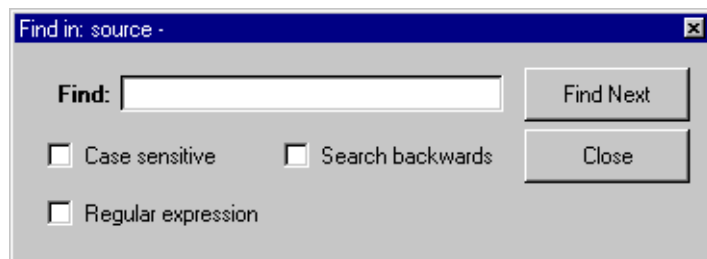 Find in: source -
Find:
Find Next
Case sensitive
Search backwards
Close
Regular expression